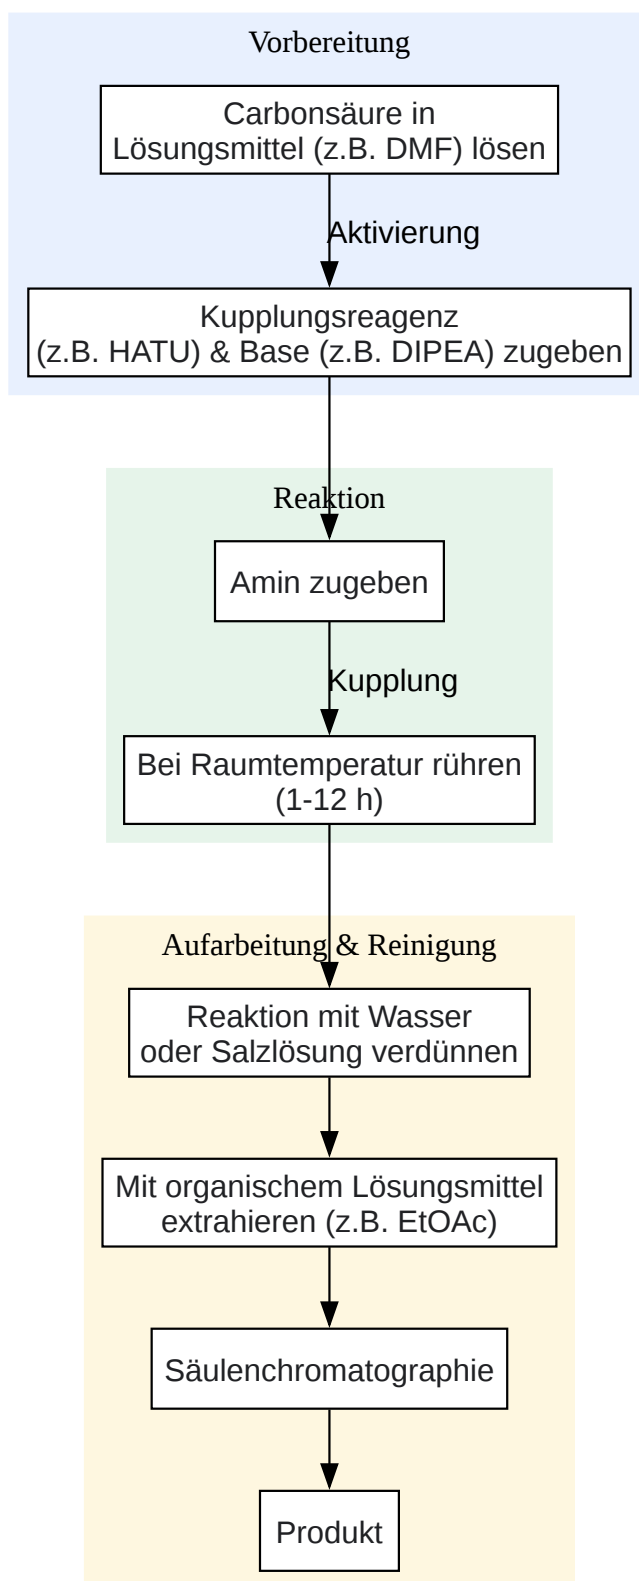 Vorbereitung
Carbonsäure in
Lösungsmittel (z.B. DMF) lösen
Aktivierung
Kupplungsreagenz
(z.B. HATU) & Base (z.B. DIPEA) zugeben
Reaktion
Amin zugeben
Kupplung
Bei Raumtemperatur rühren
(1-12 h)
Aufarbeitung & Reinigung
Reaktion mit Wasser
oder Salzlösung verdünnen
Mit organischem Lösungsmittel
extrahieren (z.B. EtOAc)
Säulenchromatographie
Produkt